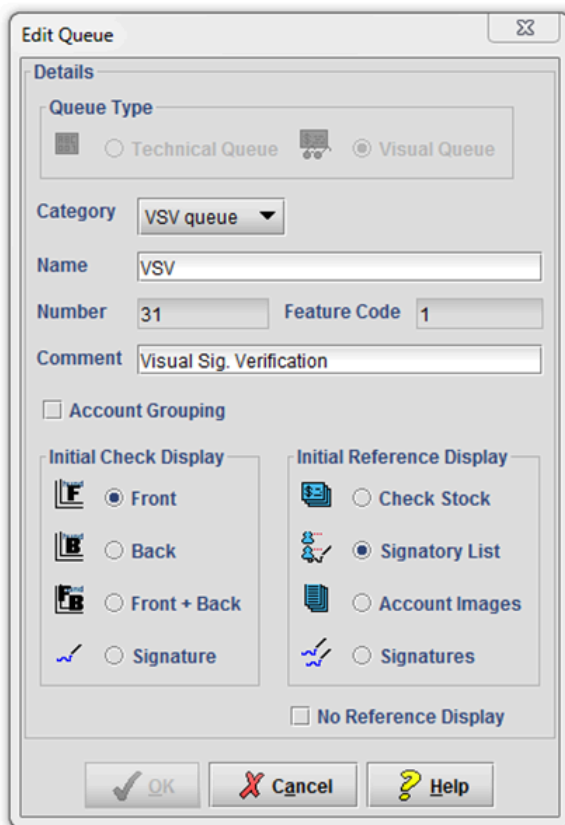 Edit Queue
Details
Queue Type
Technical Queue Visual Queue
Category VSV queue
Name VSV
Number 31 Feature Code 1
Comment Visual Sig. Verification
Account Grouping
Initial Check Display Initial Reference Display
F Front Check Stock
B Back Signatory List
FB Front + Back Account Images
Signature Signatures
No Reference Display
OK Cancel Help